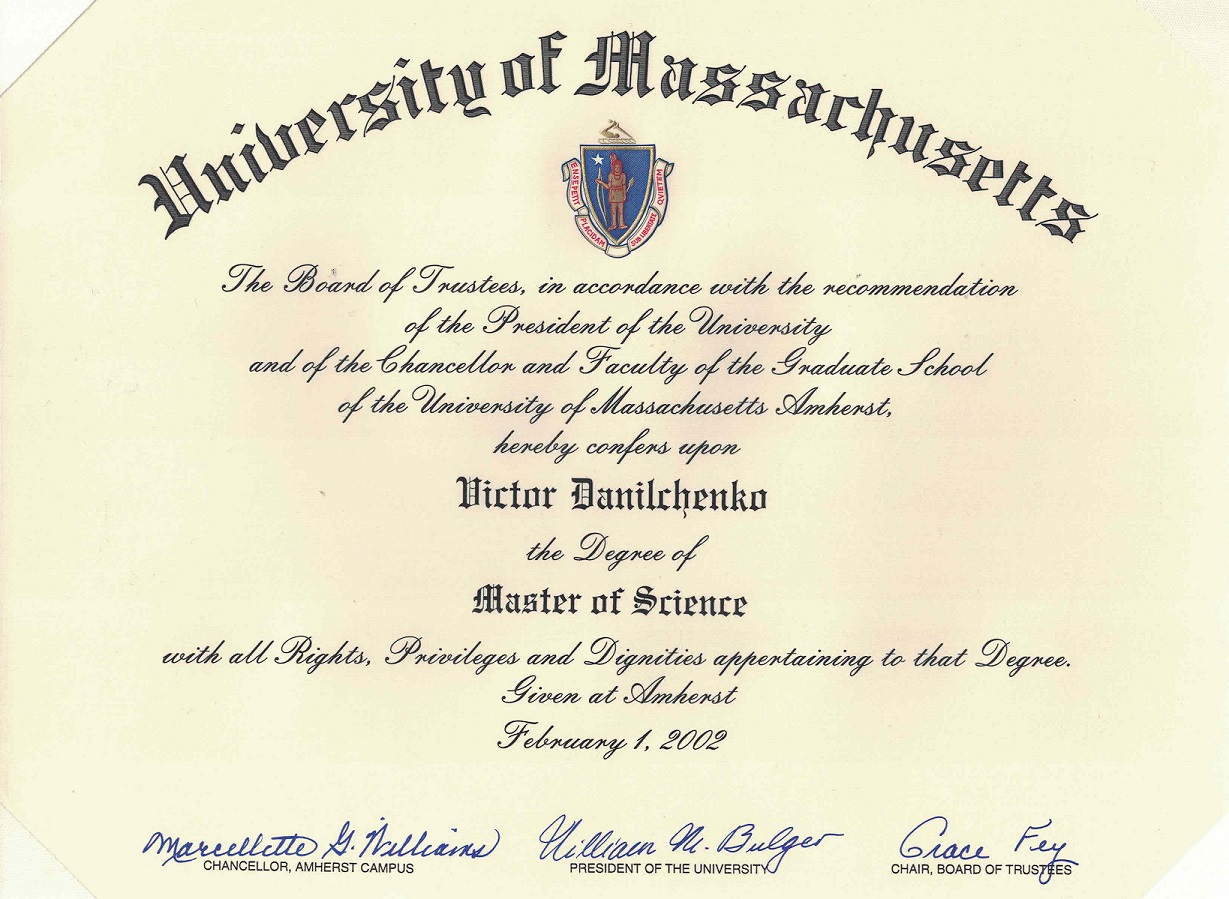 University of Massachusetts
ENSE PETIT PLACIDAM SUB LIBERTATE QVIETEM
The Board of Trustees, in accordance with the recommendation
of the President of the University
and of the Chancellor and Faculty of the Graduate School
of the University of Massachusetts Amherst,
hereby confers upon
Victor Danilchenko
the Degree of
Master of Science
with all Rights, Privileges and Dignities appertaining to that Degree.
Given at Amherst
February 1, 2002
Marcellette G. Williams William M. Bulger Grace Fey
CHANCELLOR, AMHERST CAMPUS PRESIDENT OF THE UNIVERSITY CHAIR, BOARD OF TRUSTEES